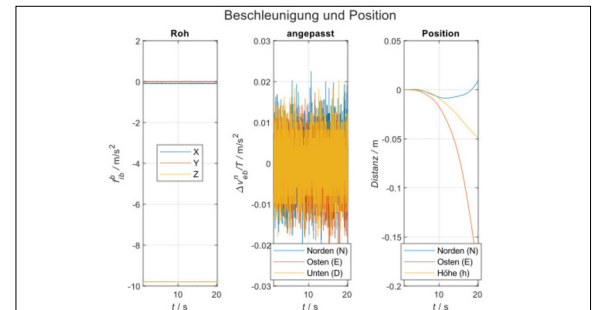 Beschleunigung und Position
Roh
angepasst
Position
2
0
-2
-4
-6
-8
-10
f^b_ib / m/s²
X
Y
Z
10
20
t / s
0.03
0.02
0.01
0
-0.01
-0.02
-0.03
Δv^n_eb/T / m/s²
Norden (N)
Osten (E)
Unten (D)
10
20
t / s
0.05
0
-0.05
-0.1
-0.15
-0.2
Distanz / m
Norden (N)
Osten (E)
Höhe (h)
10
20
t / s